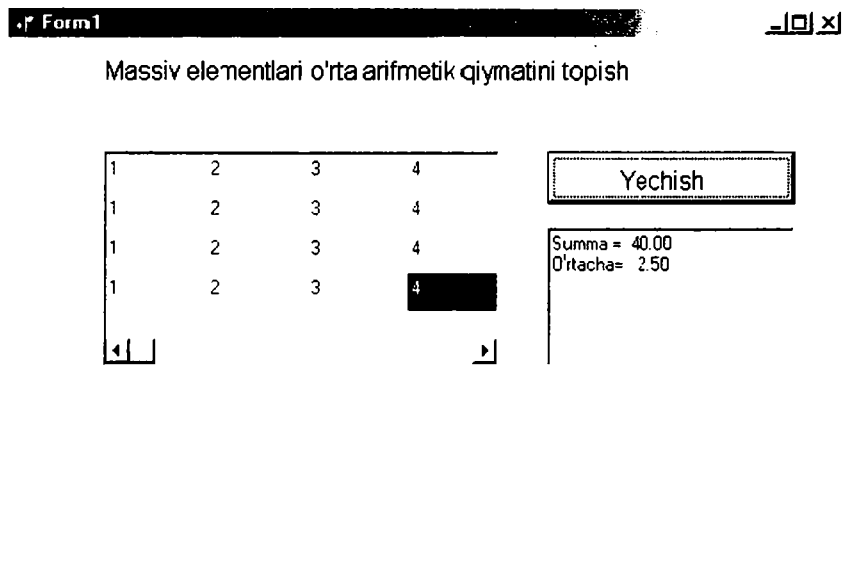 Form1
Massiv elementlari o'rta arifmetik qiymatini topish
1 2 3 4
1 2 3 4
1 2 3 4
1 2 3 4
Yechish
Summa = 40.00
O'rtacha= 2.50